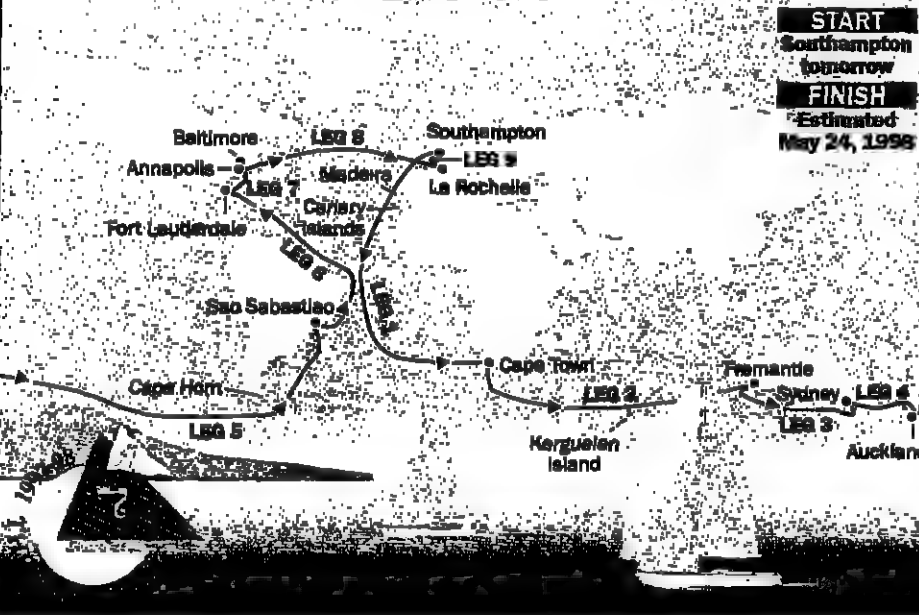 START
Southampton
tomorrow
FINISH
Estimated
May 24, 1998
Baltimore
LEG 8
Southampton
Annapolis
LEG 9
Madeira
LEG 7
La Rochelle
Canary
Islands
Fort Lauderdale
LEG 6
Sao Sabastiao
LEG 1
Cape Town
Fremantle
Cape Horn
LEG 2
Sydney
LEG 4
LEG 5
LEG 3
Kerguelen
Island
Auckland